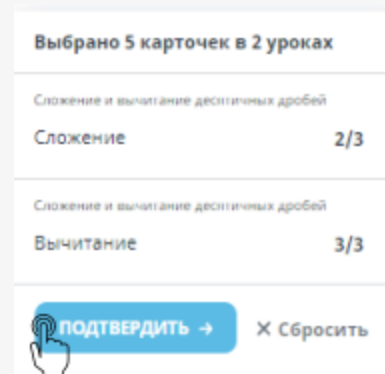 Выбрано 5 карточек в 2 уроках
Сложение и вычитание десятичных дробей
Сложение 2/3
Сложение и вычитание десятичных дробей
Вычитание 3/3
ПОДТВЕРДИТЬ → × Сбросить